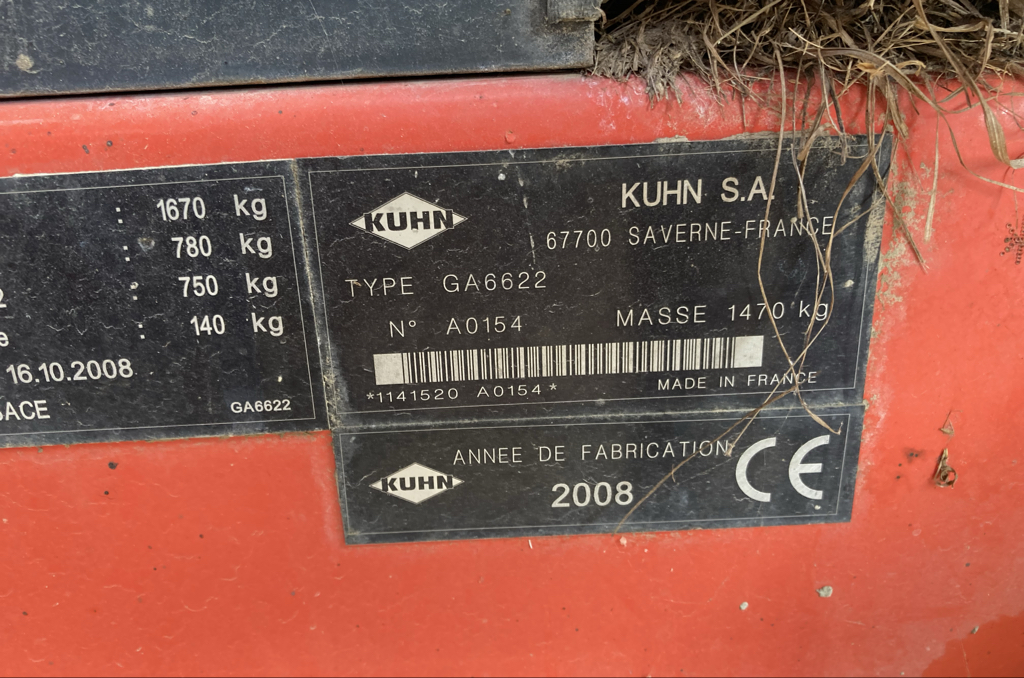 : 1670 kg
: 780 kg
2 : 750 kg
e : 140 kg
16.10.2008
SACE
GA6622
KUHN
KUHN S.A.
67700 SAVERNE-FRANCE
TYPE GA6622
N° A0154 MASSE 1470 kg
*1141520 A0154*
MADE IN FRANCE
KUHN
ANNEE DE FABRICATION
2008
CE